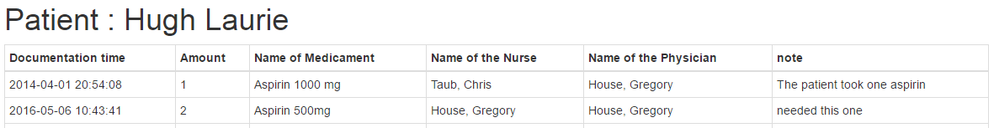 Patient : Hugh Laurie
Documentation time Amount Name of Medicament Name of the Nurse Name of the Physician note
2014-04-01 20:54:08 1 Aspirin 1000 mg Taub, Chris House, Gregory The patient took one aspirin
2016-05-06 10:43:41 2 Aspirin 500mg House, Gregory House, Gregory needed this one